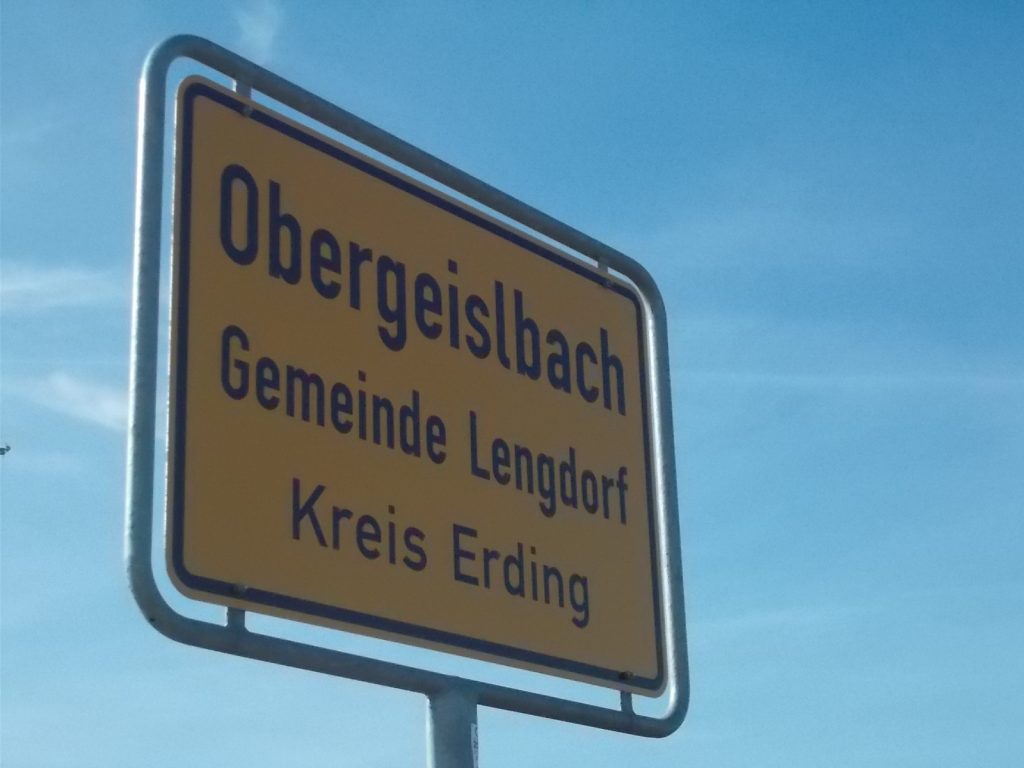 Obergeislbach
Gemeinde Lengdorf
Kreis Erding